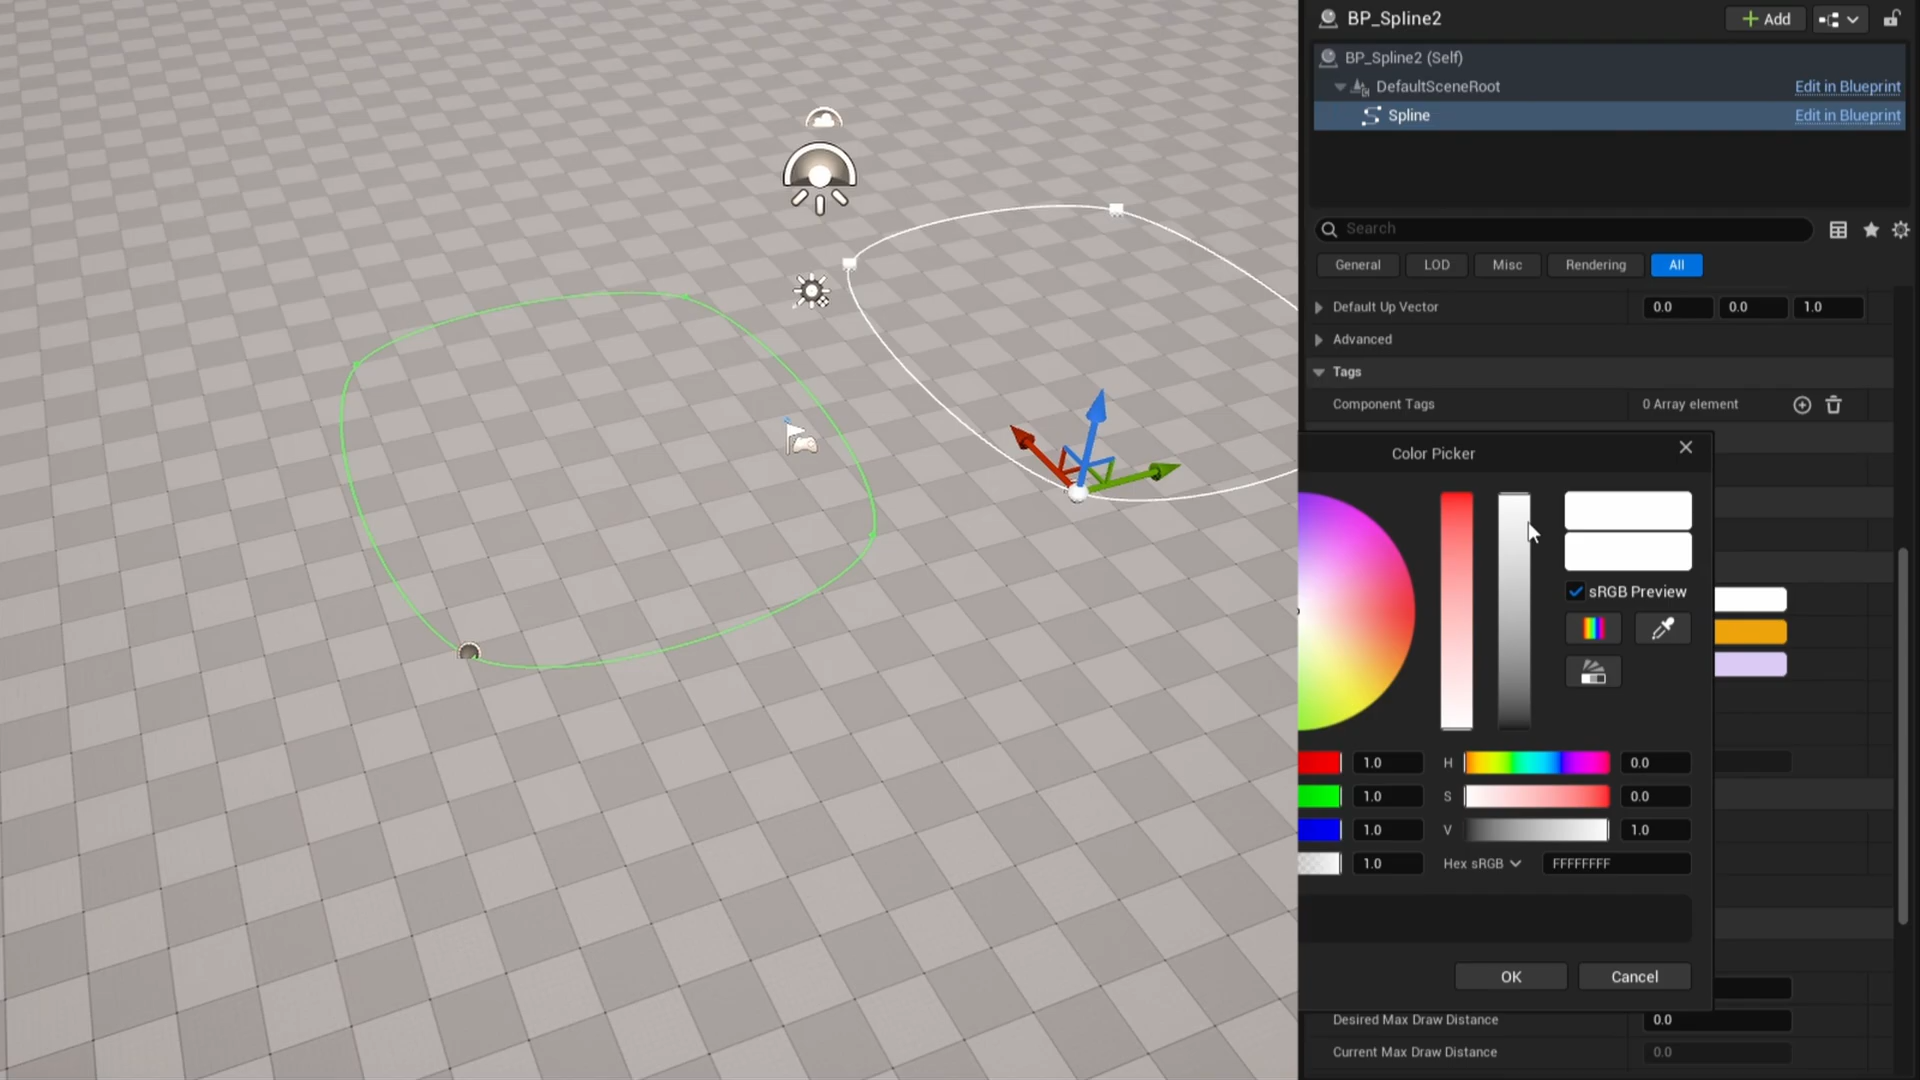 BP_Spline2
Add
BP_Spline2 (Self)
DefaultSceneRoot
Edit in Blueprint
Spline
Edit in Blueprint
Search
General
LOD
Misc
Rendering
All
Default Up Vector
0.0
0.0
1.0
Advanced
Tags
Component Tags
0 Array element
Color Picker
sRGB Preview
1.0
H
0.0
1.0
S
0.0
1.0
V
1.0
1.0
Hex sRGB
FFFFFFFF
OK
Cancel
Desired Max Draw Distance
0.0
Current Max Draw Distance
0.0